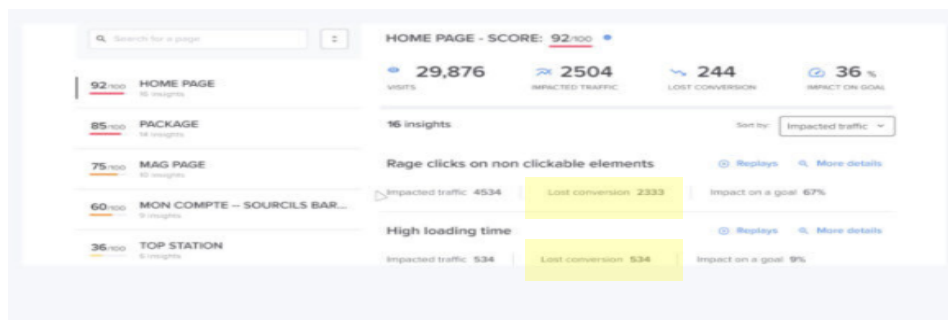 Search for a page
92/100 HOME PAGE
16 insights
85/100 PACKAGE
14 insights
75/100 MAG PAGE
10 insights
60/100 MON COMPTE – SOURCILS BAR...
9 insights
36/100 TOP STATION
6 insights
HOME PAGE - SCORE: 92/100
29,876
VISITS
2504
IMPACTED TRAFFIC
244
LOST CONVERSION
36 %
IMPACT ON GOAL
16 insights
Sort by: Impacted traffic
Rage clicks on non clickable elements
Replays
More details
Impacted traffic 4534
Lost conversion 2333
Impact on a goal 67%
High loading time
Replays
More details
Impacted traffic 534
Lost conversion 534
Impact on a goal 9%